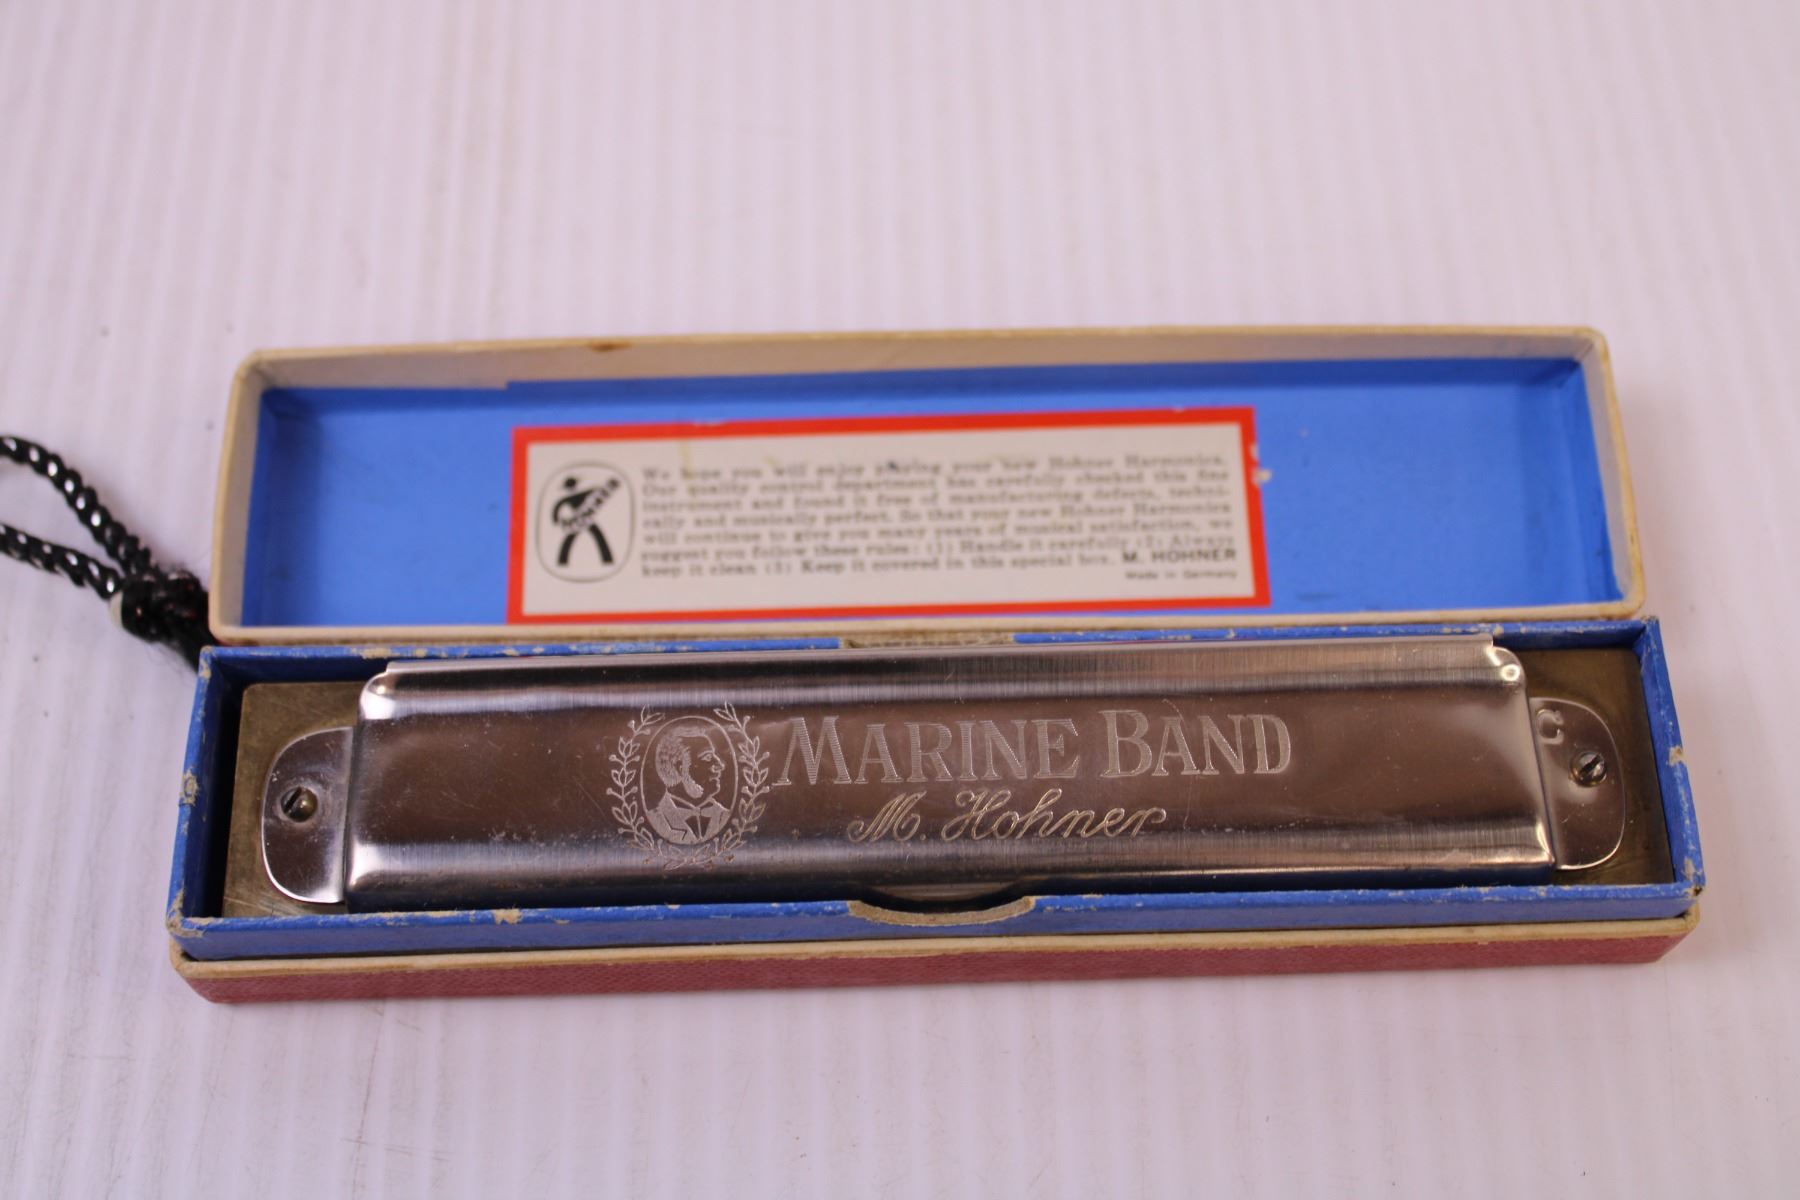 We hope you will enjoy playing your new Hohner Harmonica.
Our quality control department has carefully checked this fine
instrument and found it free of manufacturing defects, techni-
cally and musically perfect. So that your new Hohner Harmonica
will continue to give you many years of musical satisfaction, we
suggest you follow these rules: (1) Handle it carefully (2) Always
keep it clean (3) Keep it covered in this special box. M. HOHNER
Made in Germany
HOHNER
MARINE BAND
M. Hohner
C